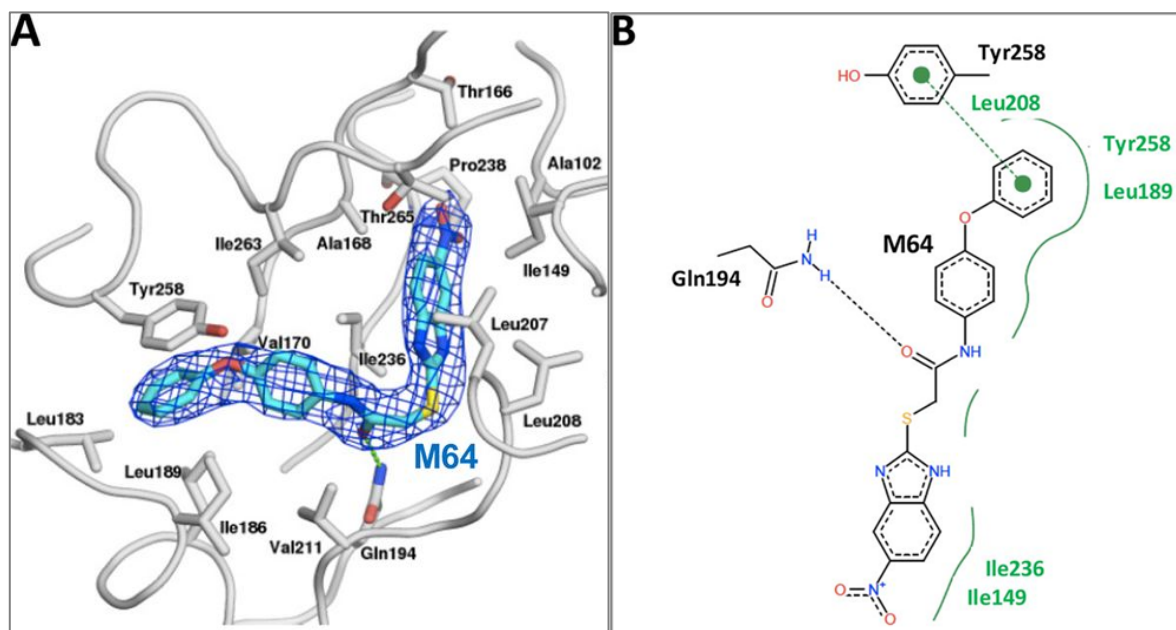 A
Thr166
Pro238
Ala102
Thr265
Ile263
Ala168
Ile149
Tyr258
Leu207
Val170
Ile236
Leu183
Leu208
M64
Leu189
Ile186
Val211
Gln194
B
Tyr258
HO
Leu208
Tyr258
Leu189
O
M64
H
N
H
Gln194
O
O
NH
S
N
NH
Ile236
Ile149
O
N+
O